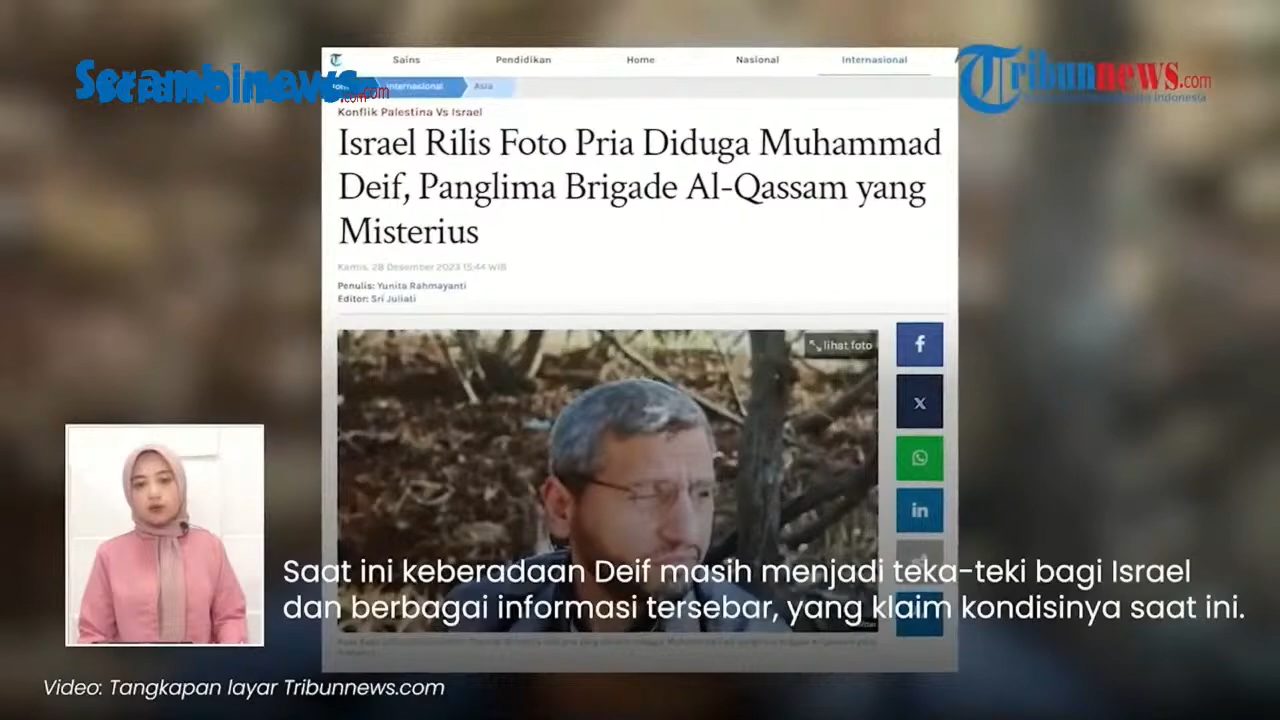 Sains Pendidikan Home Nasional Internasional
Serambinews.com
Tribunnews.com
Internasional Asia
Konflik Palestina Vs Israel
Israel Rilis Foto Pria Diduga Muhammad
Deif, Panglima Brigade Al-Qassam yang
Misterius
Kamis, 28 Desember 2023 15:44 WIB
Penulis: Yunita Rahmayanti
Editor: Sri Juliati
lihat foto
Saat ini keberadaan Deif masih menjadi teka-teki bagi Israel
dan berbagai informasi tersebar, yang klaim kondisinya saat ini.
Video: Tangkapan layar Tribunnews.com